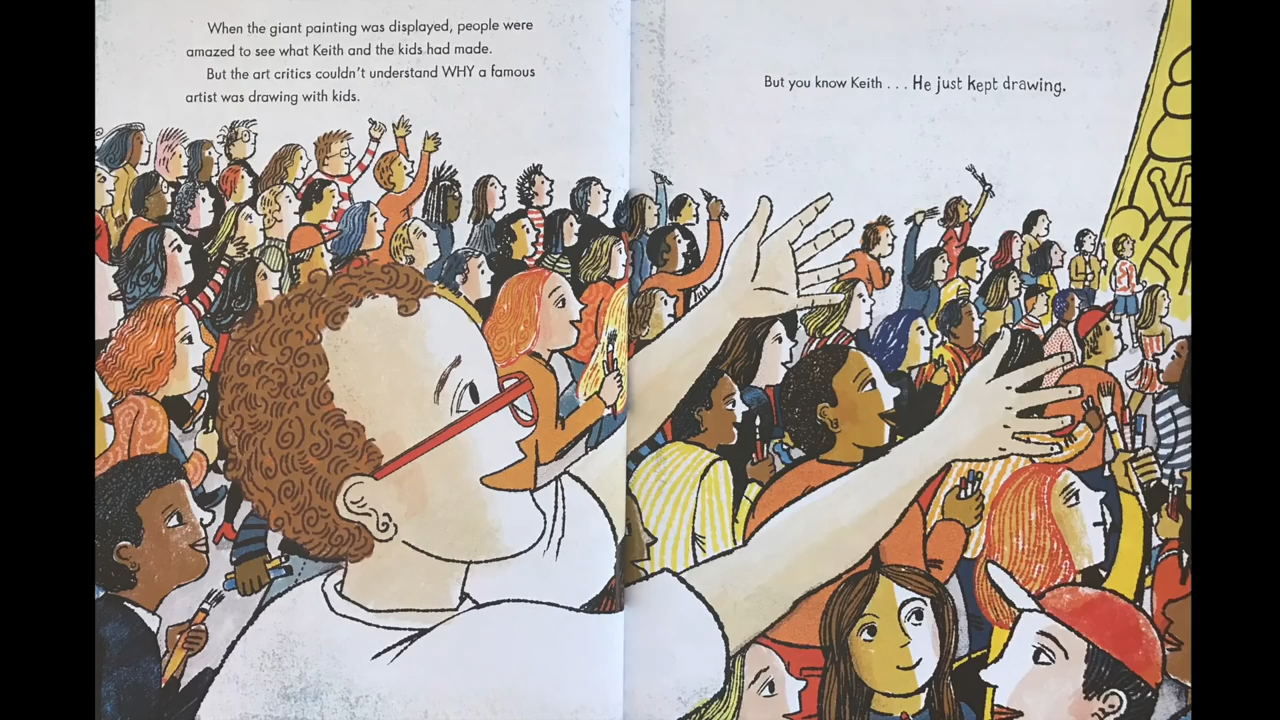 When the giant painting was displayed, people were
amazed to see what Keith and the kids had made.
But the art critics couldn't understand WHY a famous
artist was drawing with kids.
But you know Keith . . . He just kept drawing.